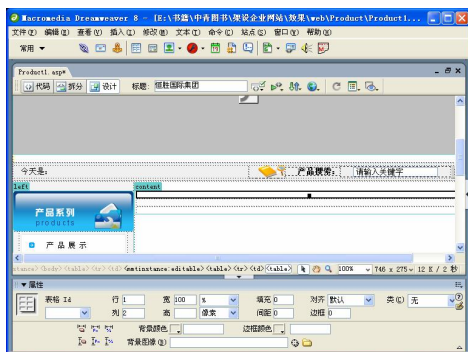 Macromedia Dreamweaver 8 - [E:\书籍\中青图书\架设企业网站\效果\web\Product\Product1...
文件(F) 编辑(E) 查看(V) 插入(I) 修改(M) 文本(T) 命令(C) 站点(S) 窗口(W) 帮助(H)
常用
Product1.asp*
代码 拆分 设计 标题: 恒胜国际集团
今天是:
产品搜索: 请输入关键字
left content
产品系列
products
产品展示
<body> <table> <tr> <td> <mmtinstance:editable> <table> <tr> <td> <table> 100% 746 x 275 12 K / 2 秒
属性
表格 Id 行 1 宽 100 % 填充 0 对齐 默认 类(C) 无
列 2 高 像素 间距 0 边框 0
背景颜色 边框颜色
背景图像(B)